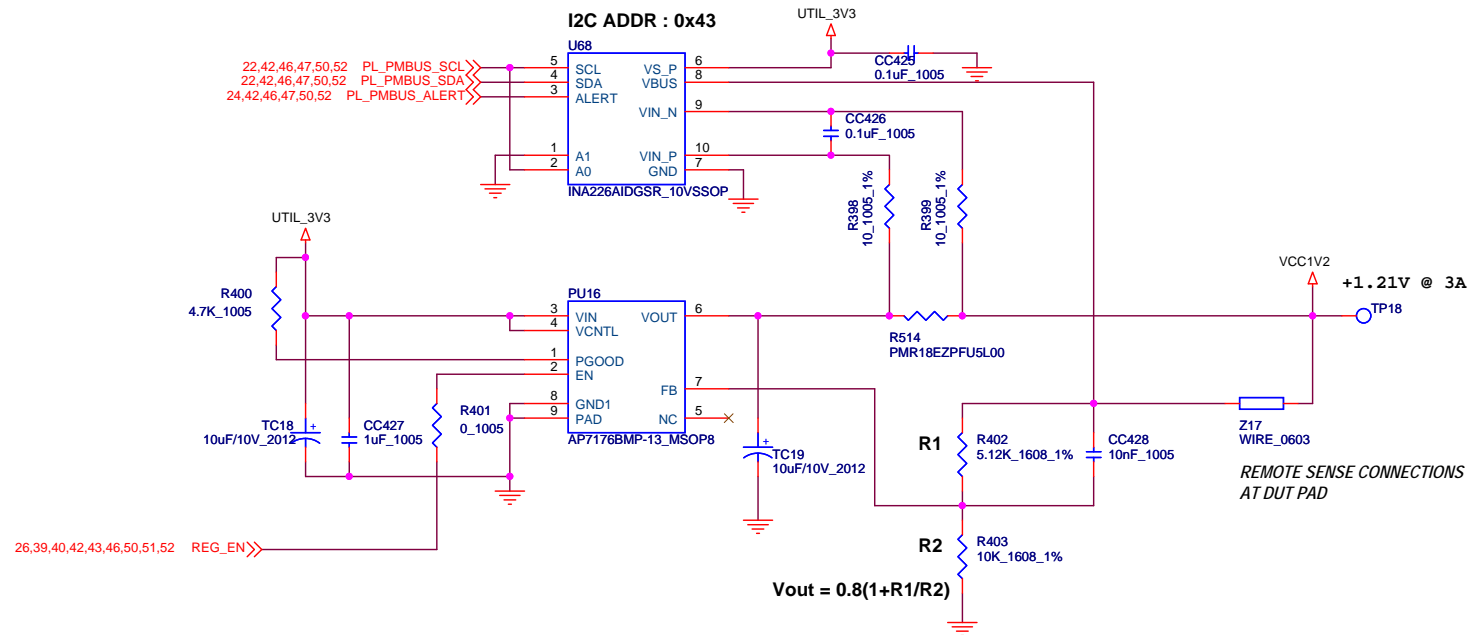 I2C ADDR : 0x43
UTIL_3V3
U68
22,42,46,47,50,52 PL_PMBUS_SCL
22,42,46,47,50,52 PL_PMBUS_SDA
24,42,46,47,50,52 PL_PMBUS_ALERT
5 SCL
4 SDA
3 ALERT
1 A1
2 A0
VS_P 6
VBUS 8
VIN_N 9
VIN_P 10
GND 7
INA226AIDGSR_10VSSOP
CC425
0.1uF_1005
CC426
0.1uF_1005
R398
10_1005_1%
R399
10_1005_1%
UTIL_3V3
R400
4.7K_1005
PU16
3 VIN
4 VCNTL
1 PGOOD
2 EN
8 GND1
9 PAD
VOUT 6
FB 7
NC 5
AP7176BMP-13_MSOP8
R514
PMR18EZPFU5L00
VCC1V2
+1.21V @ 3A
TP18
TC18
10uF/10V_2012
+
CC427
1uF_1005
R401
0_1005
TC19
10uF/10V_2012
+
R1
R402
5.12K_1608_1%
CC428
10nF_1005
Z17
WIRE_0603
REMOTE SENSE CONNECTIONS
AT DUT PAD
26,39,40,42,43,46,50,51,52 REG_EN
R2
R403
10K_1608_1%
Vout = 0.8(1+R1/R2)